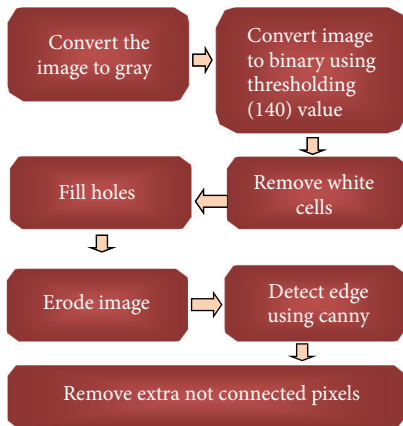 Convert the
image to gray
Convert image
to binary using
thresholding
(140) value
Remove white
cells
Fill holes
Erode image
Detect edge
using canny
Remove extra not connected pixels